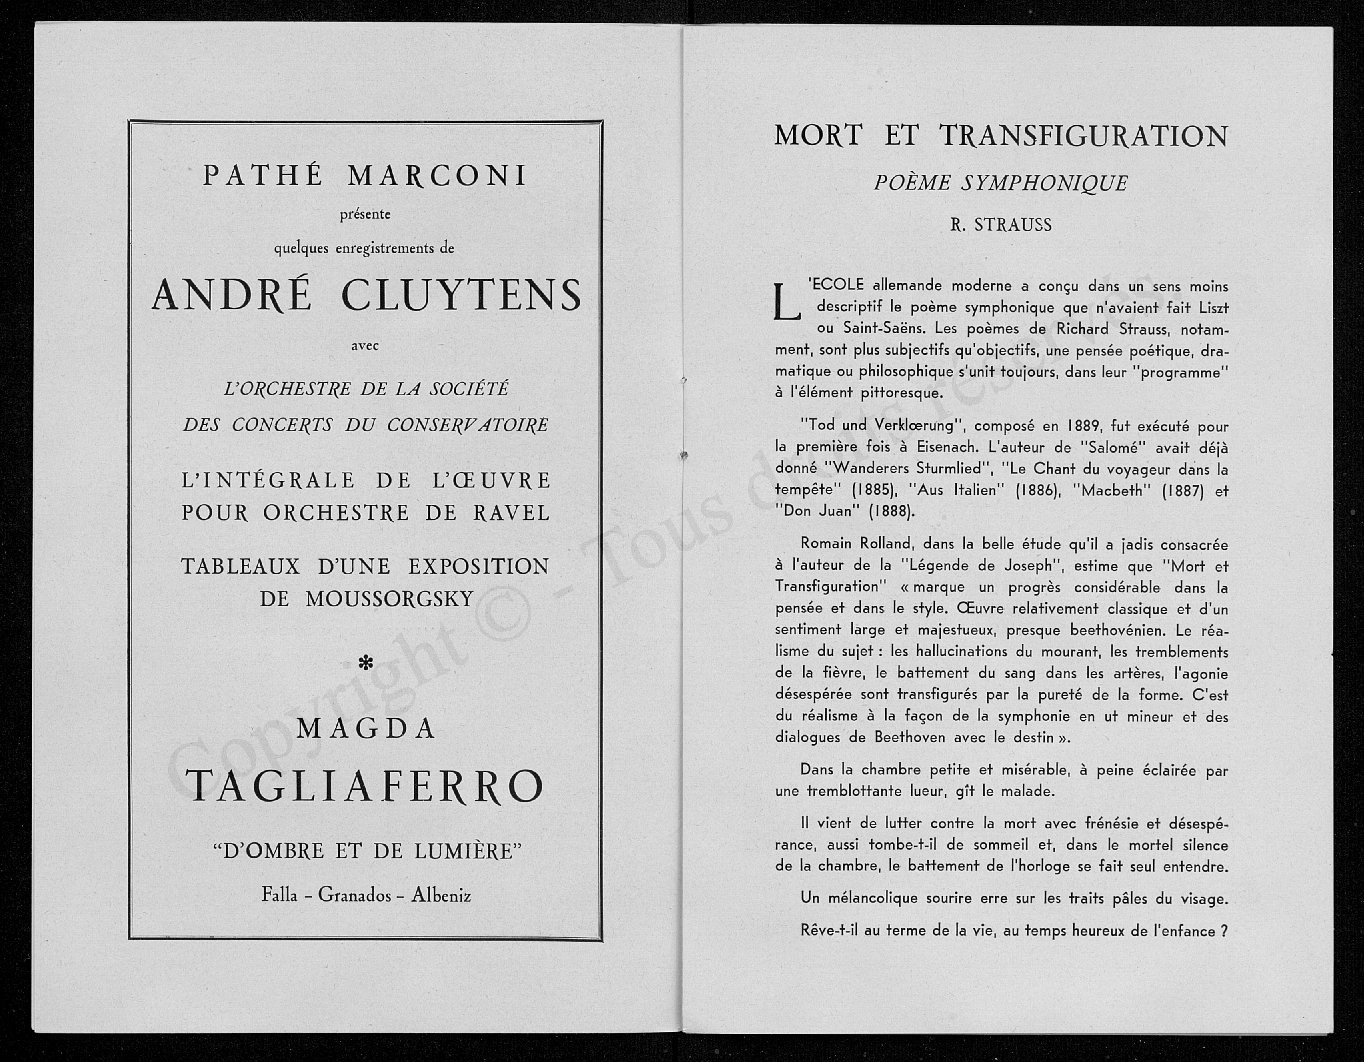 PATHÉ MARCONI
présente
quelques enregistrements de
ANDRÉ CLUYTENS
avec
L'ORCHESTRE DE LA SOCIÉTÉ
DES CONCERTS DU CONSERVATOIRE
L'INTÉGRALE DE L'ŒUVRE
POUR ORCHESTRE DE RAVEL
TABLEAUX D'UNE EXPOSITION
DE MOUSSORGSKY
*
MAGDA
TAGLIAFERRO
"D'OMBRE ET DE LUMIÈRE"
Falla - Granados - Albeniz
MORT ET TRANSFIGURATION
POÈME SYMPHONIQUE
R. STRAUSS
L'ECOLE allemande moderne a conçu dans un sens moins
descriptif le poème symphonique que n'avaient fait Liszt
ou Saint-Saëns. Les poèmes de Richard Strauss, notam-
ment, sont plus subjectifs qu'objectifs, une pensée poétique, dra-
matique ou philosophique s'unit toujours, dans leur "programme"
à l'élément pittoresque.
"Tod und Verklœrung", composé en 1889, fut exécuté pour
la première fois à Eisenach. L'auteur de "Salomé" avait déjà
donné "Wanderers Sturmlied", "Le Chant du voyageur dans la
tempête" (1885), "Aus Italien" (1886), "Macbeth" (1887) et
"Don Juan" (1888).
Romain Rolland, dans la belle étude qu'il a jadis consacrée
à l'auteur de la "Légende de Joseph", estime que "Mort et
Transfiguration" « marque un progrès considérable dans la
pensée et dans le style. Œuvre relativement classique et d'un
sentiment large et majestueux, presque beethovénien. Le réa-
lisme du sujet : les hallucinations du mourant, les tremblements
de la fièvre, le battement du sang dans les artères, l'agonie
désespérée sont transfigurés par la pureté de la forme. C'est
du réalisme à la façon de la symphonie en ut mineur et des
dialogues de Beethoven avec le destin ».
Dans la chambre petite et misérable, à peine éclairée par
une tremblottante lueur, gît le malade.
Il vient de lutter contre la mort avec frénésie et désespé-
rance, aussi tombe-t-il de sommeil et, dans le mortel silence
de la chambre, le battement de l'horloge se fait seul entendre.
Un mélancolique sourire erre sur les traits pâles du visage.
Rêve-t-il au terme de la vie, au temps heureux de l'enfance ?
Copyright © - Tous droits réservés